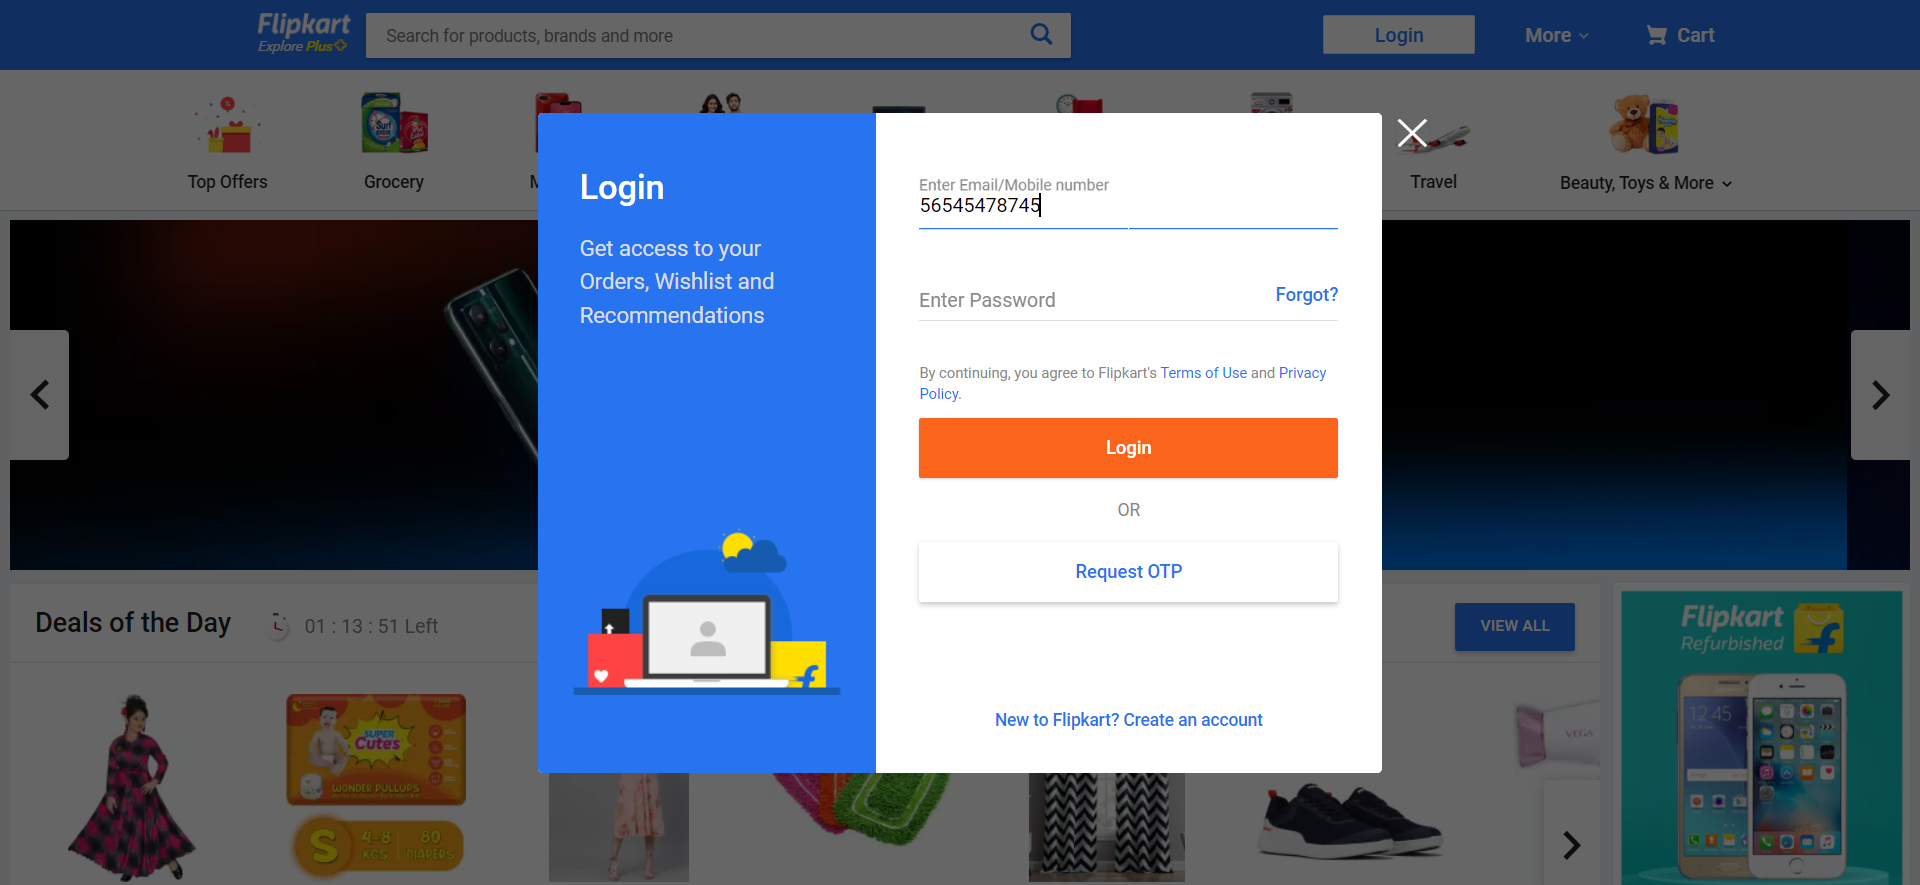 Flipkart
Explore Plus
Search for products, brands and more
Login
More
Cart
Top Offers
Grocery
M
Travel
Beauty, Toys & More
Login
Get access to your
Orders, Wishlist and
Recommendations
Enter Email/Mobile number
56545478745
Enter Password
Forgot?
By continuing, you agree to Flipkart's Terms of Use and Privacy
Policy.
Login
OR
Request OTP
New to Flipkart? Create an account
Deals of the Day
01 : 13 : 51 Left
VIEW ALL
Flipkart
Refurbished
SUPER
Cutes
WONDER PULLUPS
S
4-8
KGS
80
DIAPERS
VEGA
12:45